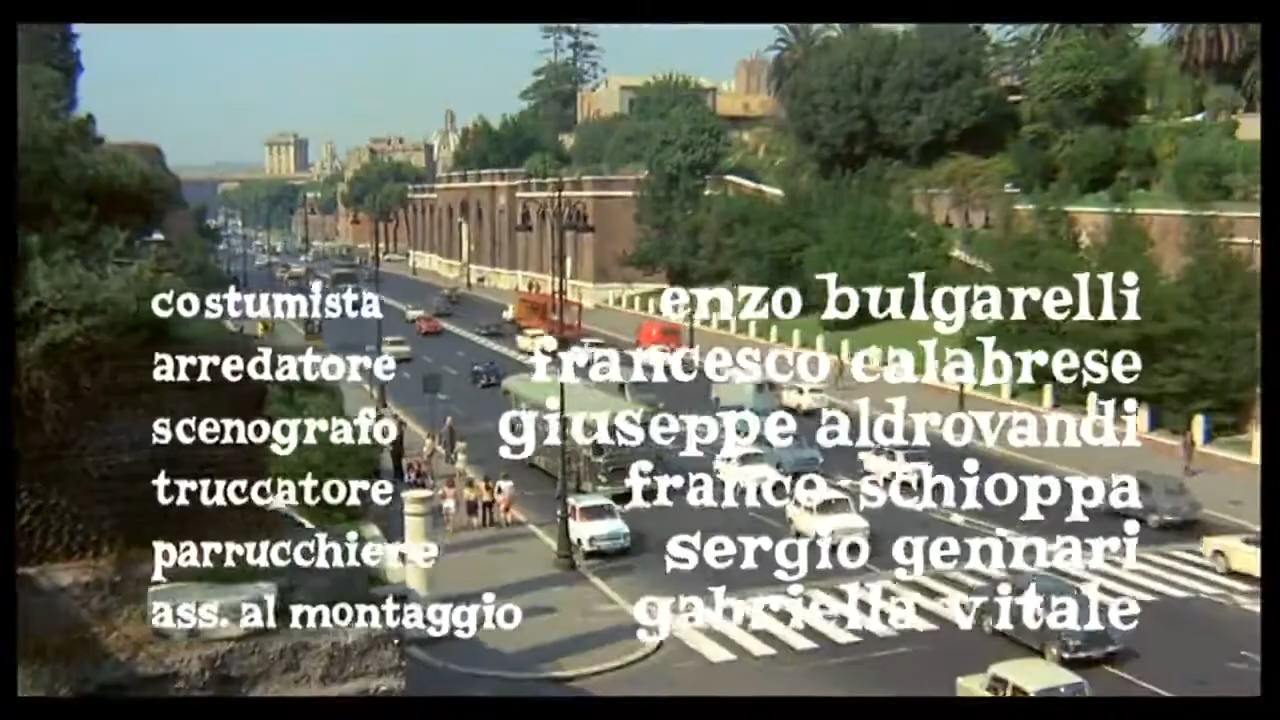 costumista enzo bulgarelli
arredatore francesco calabrese
scenografo giuseppe aldrovandi
truccatore franco schioppa
parrucchiere sergio gennari
ass. al montaggio gabriella vitale